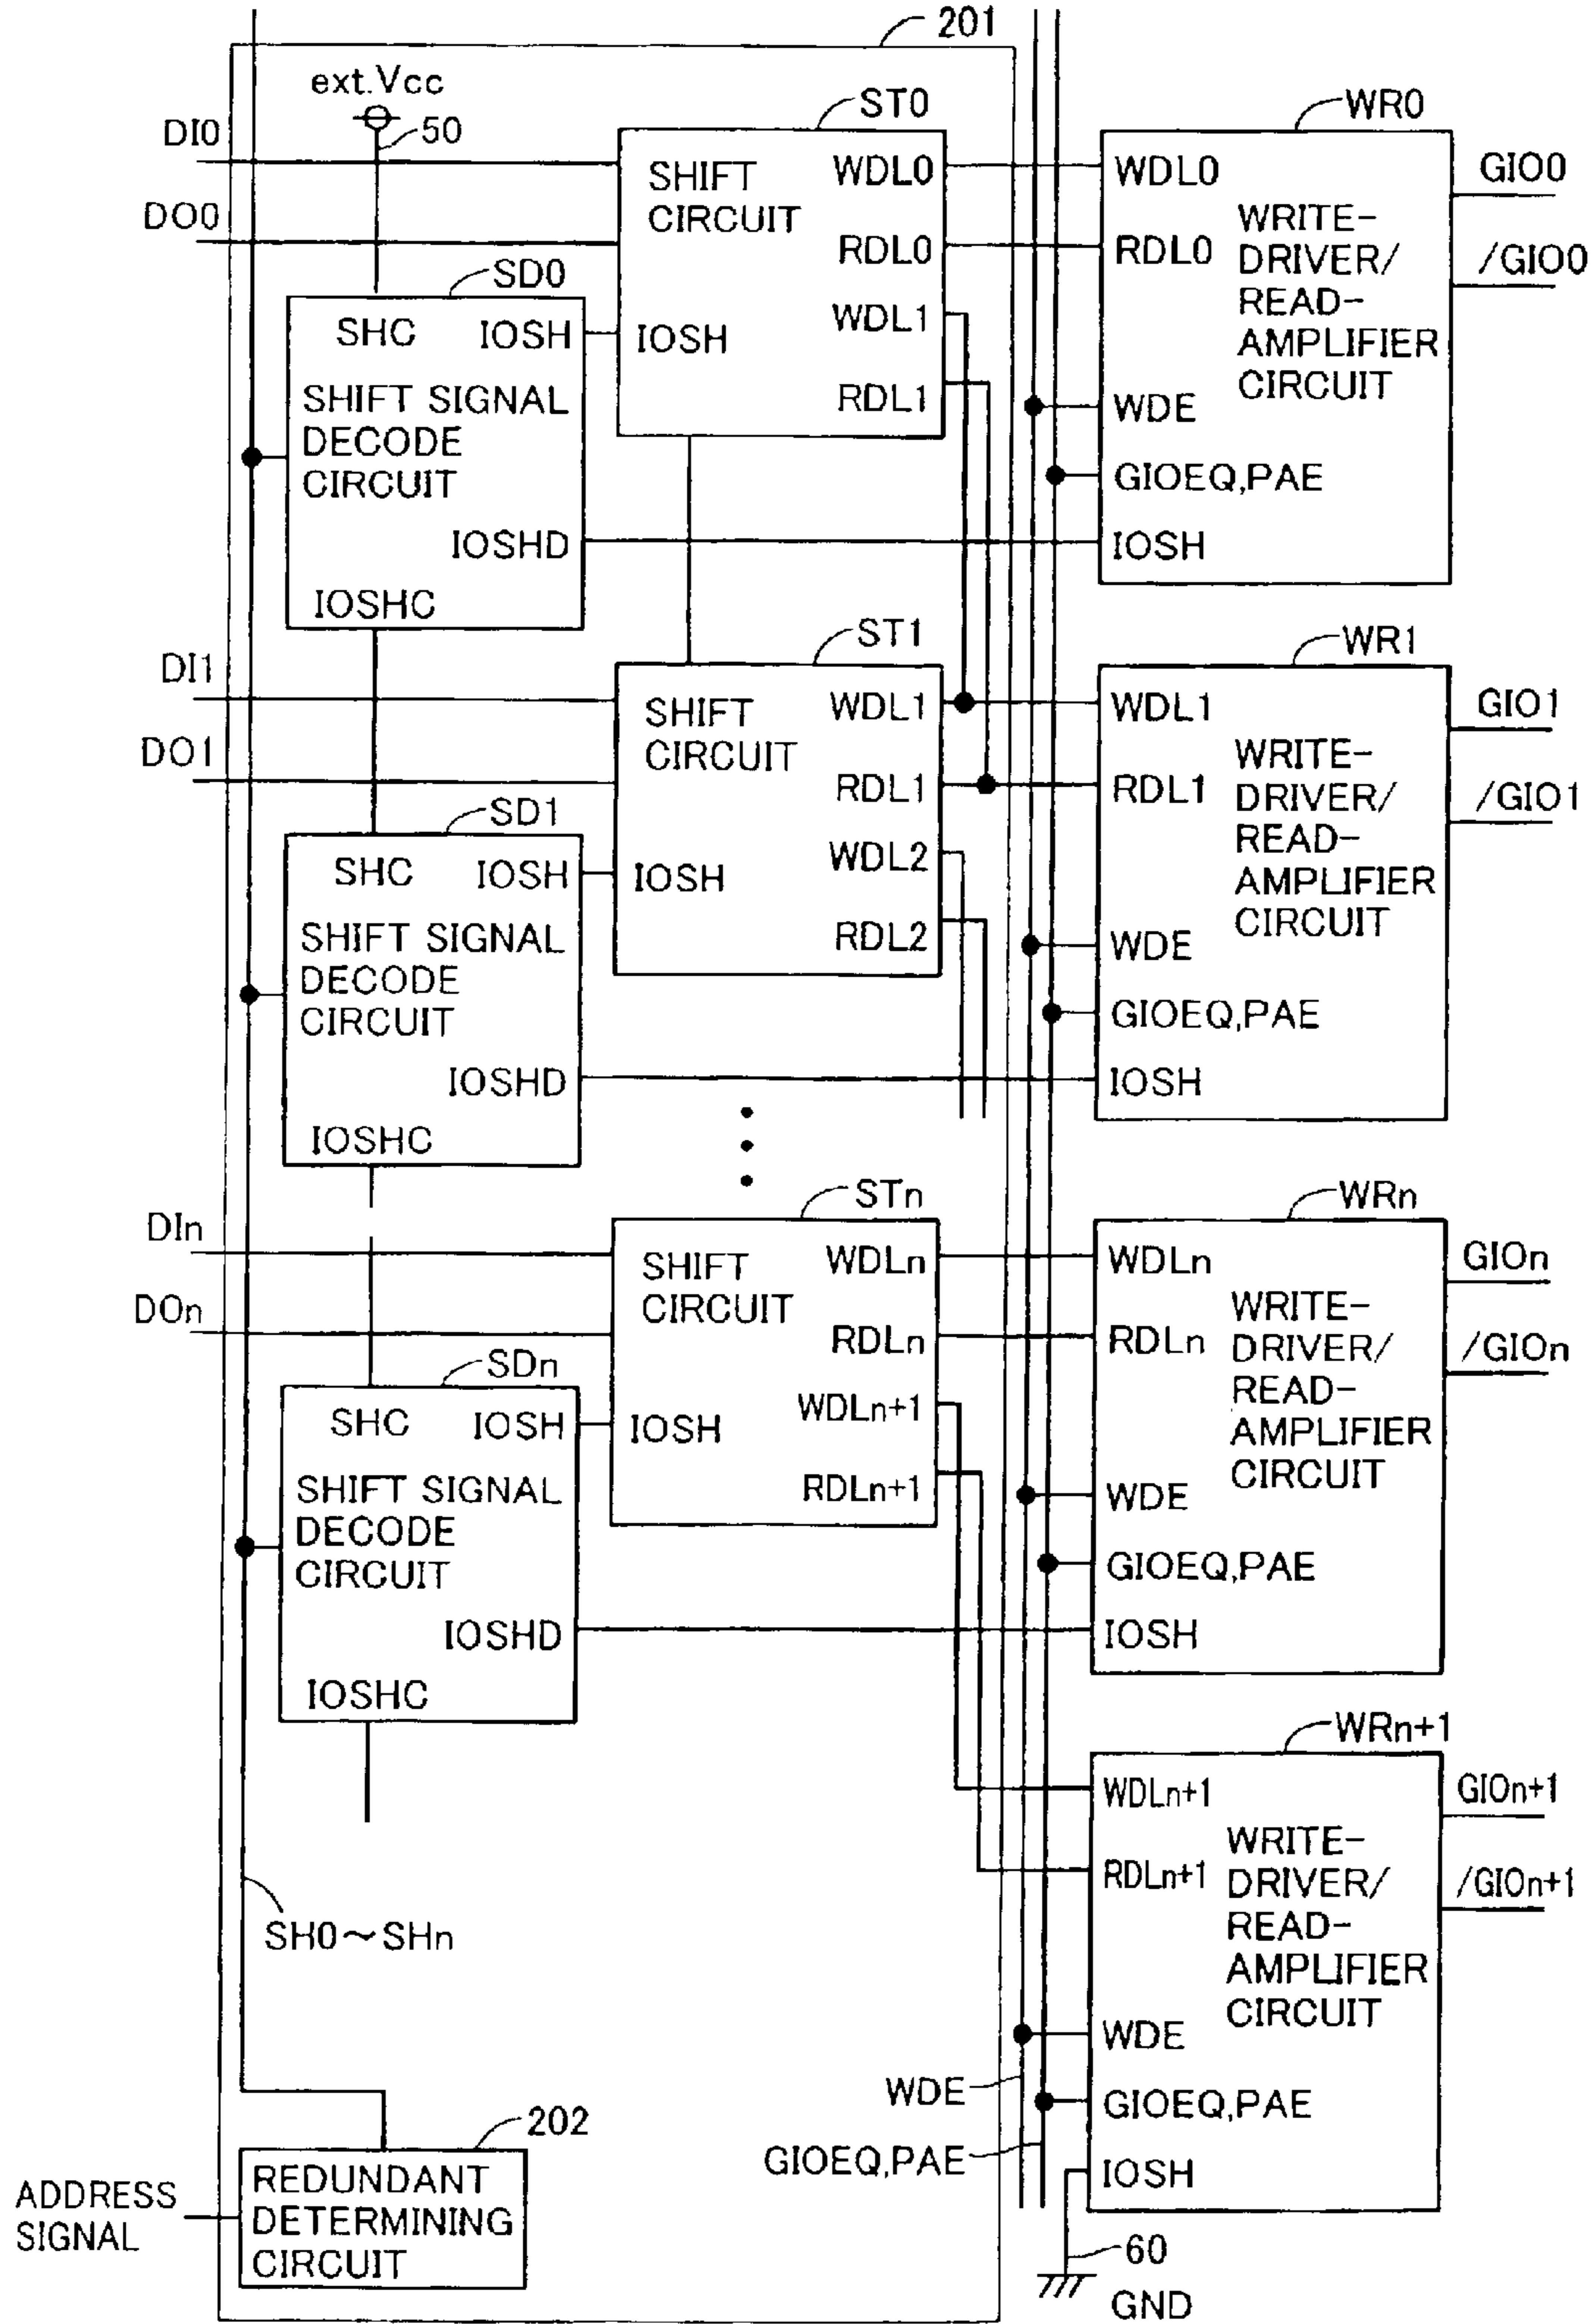 201
ext.Vcc
50
DI0
DO0
ST0
SHIFT
CIRCUIT
WDL0
RDL0
WDL1
RDL1
IOSH
WR0
WDL0
RDL0
WRITE-
DRIVER/
READ-
AMPLIFIER
CIRCUIT
WDE
GIOEQ,PAE
IOSH
GIO0
/GIO0
SD0
SHC
IOSH
SHIFT SIGNAL
DECODE
CIRCUIT
IOSHD
IOSHC
DI1
DO1
ST1
SHIFT
CIRCUIT
WDL1
RDL1
WDL2
RDL2
IOSH
WR1
WDL1
RDL1
WRITE-
DRIVER/
READ-
AMPLIFIER
CIRCUIT
WDE
GIOEQ,PAE
IOSH
GIO1
/GIO1
SD1
SHC
IOSH
SHIFT SIGNAL
DECODE
CIRCUIT
IOSHD
IOSHC
DIn
DOn
STn
SHIFT
CIRCUIT
WDLn
RDLn
WDLn+1
RDLn+1
IOSH
WRn
WDLn
RDLn
WRITE-
DRIVER/
READ-
AMPLIFIER
CIRCUIT
WDE
GIOEQ,PAE
IOSH
GIOn
/GIOn
SDn
SHC
IOSH
SHIFT SIGNAL
DECODE
CIRCUIT
IOSHD
IOSHC
WRn+1
WDLn+1
RDLn+1
WRITE-
DRIVER/
READ-
AMPLIFIER
CIRCUIT
WDE
GIOEQ,PAE
IOSH
GIOn+1
/GIOn+1
SH0~SHn
WDE
GIOEQ,PAE
202
ADDRESS
SIGNAL
REDUNDANT
DETERMINING
CIRCUIT
60
GND